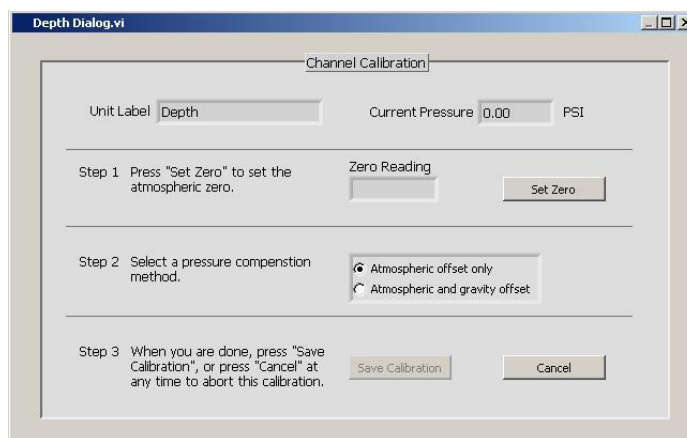 Depth Dialog.vi
Channel Calibration
Unit Label Depth Current Pressure 0.00 PSI
Step 1 Press "Set Zero" to set the
atmospheric zero.
Zero Reading
Set Zero
Step 2 Select a pressure compenstion
method.
Atmospheric offset only
Atmospheric and gravity offset
Step 3 When you are done, press "Save
Calibration", or press "Cancel" at
any time to abort this calibration.
Save Calibration
Cancel